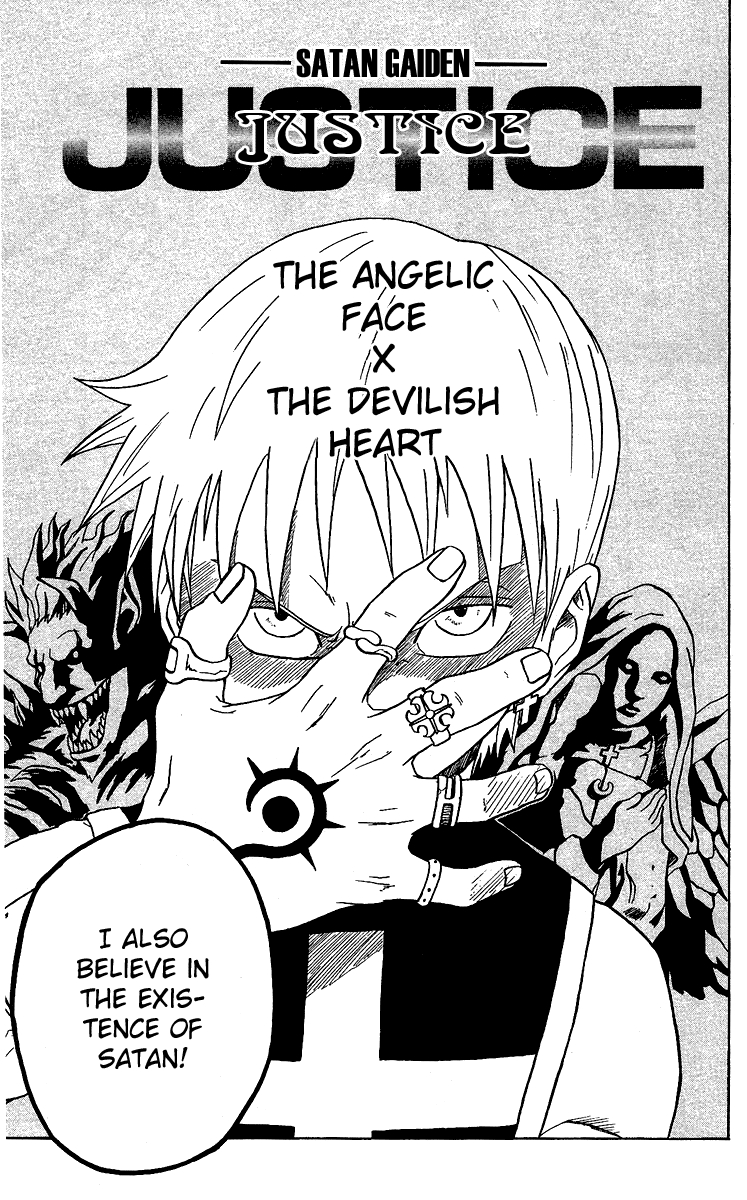 SATAN GAIDEN
JUSTICE
JUSTICE
THE ANGELIC
FACE
X
THE DEVILISH
HEART
I ALSO
BELIEVE IN
THE EXIS-
TENCE OF
SATAN!